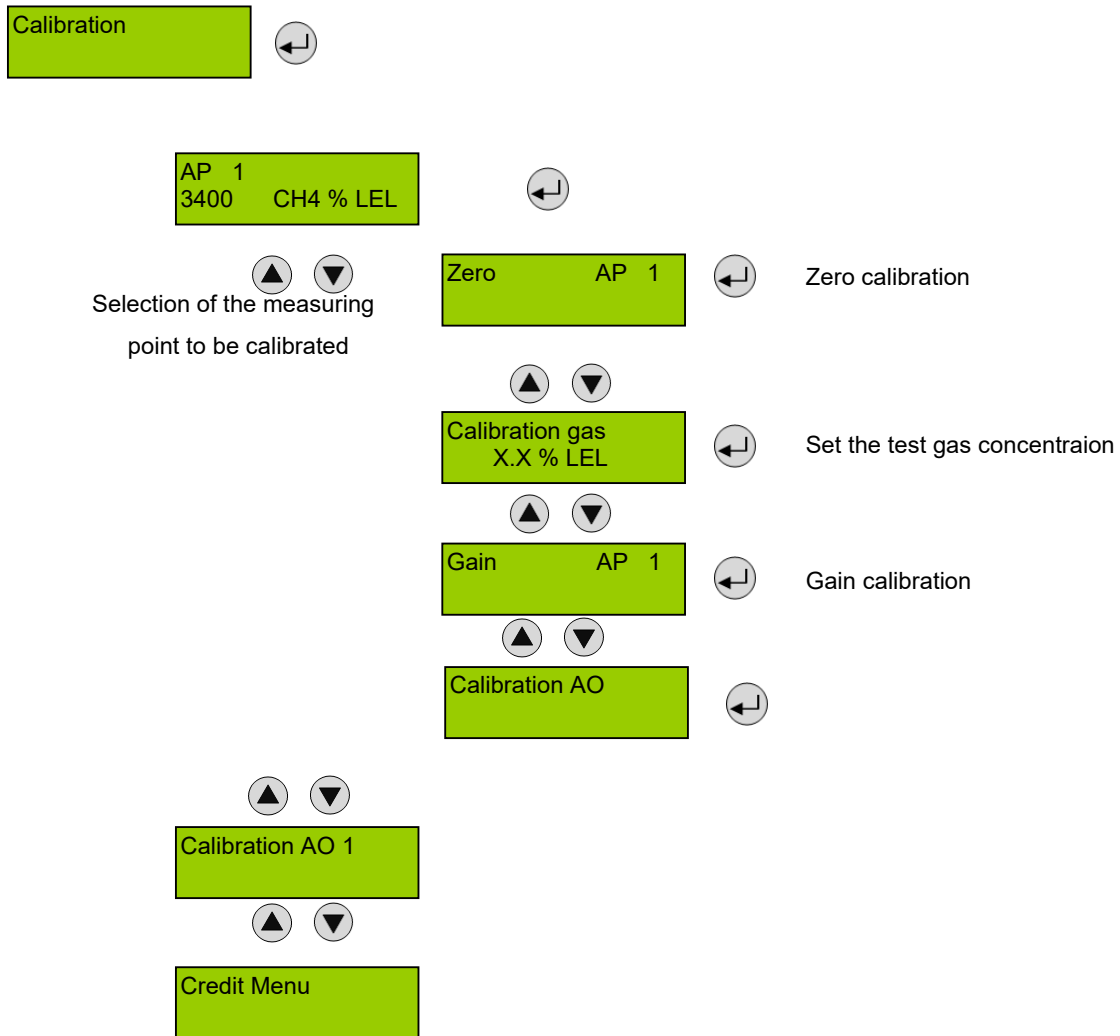 Calibration
AP 1
3400 CH4 % LEL
Selection of the measuring
point to be calibrated
Zero AP 1
Zero calibration
Calibration gas
X.X % LEL
Set the test gas concentraion
Gain AP 1
Gain calibration
Calibration AO
Calibration AO 1
Credit Menu